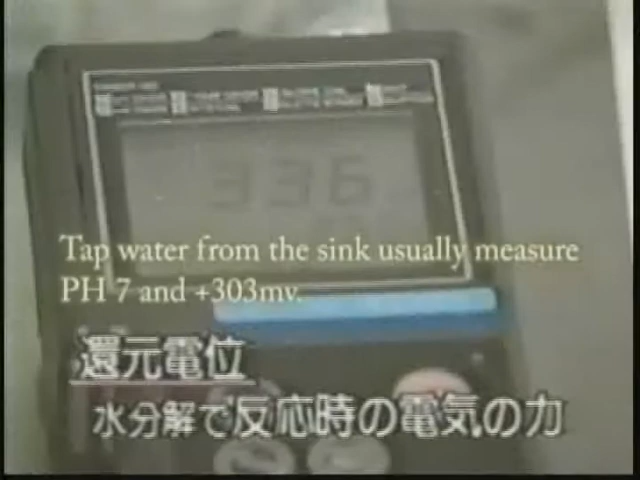 336
Tap water from the sink usually measure
PH 7 and +303mv.
還元電位
水分解で反応時の電気の力